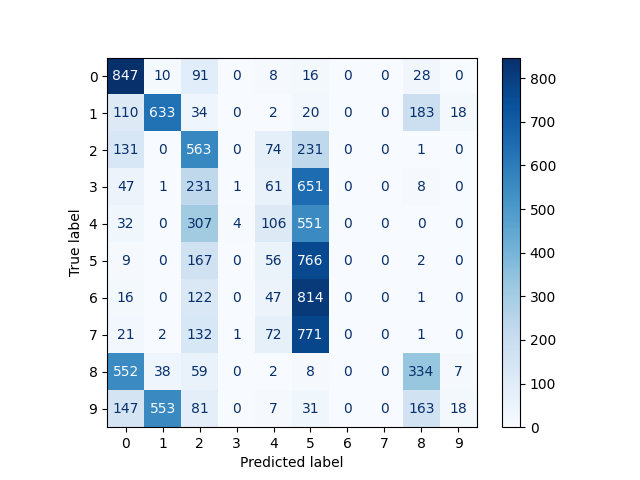 0 847 10 91 0 8 16 0 0 28 0
1 110 633 34 0 2 20 0 0 183 18
2 131 0 563 0 74 231 0 0 1 0
3 47 1 231 1 61 651 0 0 8 0
4 32 0 307 4 106 551 0 0 0 0
5 9 0 167 0 56 766 0 0 2 0
6 16 0 122 0 47 814 0 0 1 0
7 21 2 132 1 72 771 0 0 1 0
8 552 38 59 0 2 8 0 0 334 7
9 147 553 81 0 7 31 0 0 163 18
0 1 2 3 4 5 6 7 8 9
Predicted label
True label
800
700
600
500
400
300
200
100
0